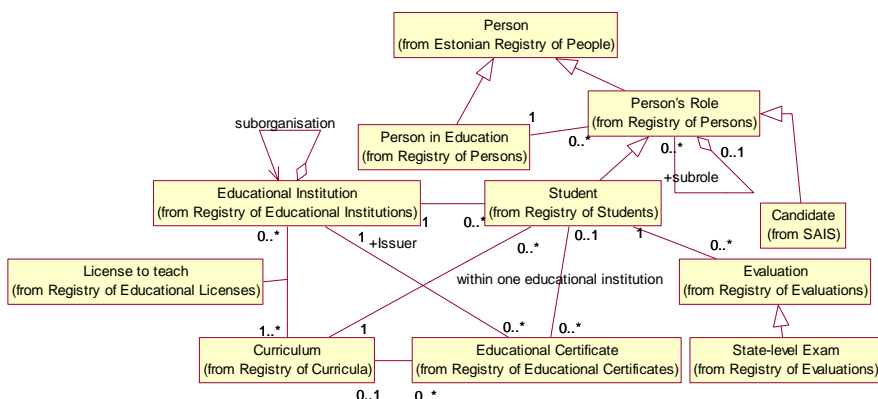 Person
(from Estonian Registry of People)
Person's Role
(from Registry of Persons)
suborganisation
1
0..*
Person in Education
(from Registry of Persons)
0..*
0..1
+subrole
Educational Institution
(from Registry of Educational Institutions)
1
0..*
Student
(from Registry of Students)
Candidate
(from SAIS)
0..*
1
+Issuer
0..*
0..1
1
0..*
License to teach
(from Registry of Educational Licenses)
within one educational institution
Evaluation
(from Registry of Evaluations)
1..*
1
0..*
0..*
Curriculum
(from Registry of Curricula)
Educational Certificate
(from Registry of Educational Certificates)
State-level Exam
(from Registry of Evaluations)
0..1
0..*